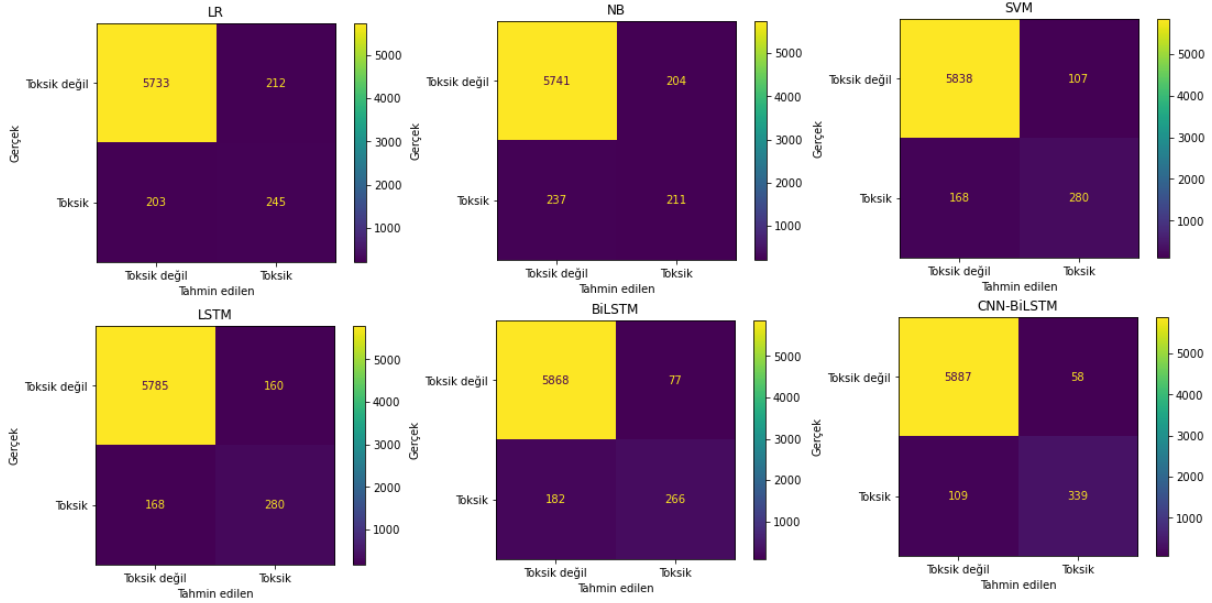 LR
Gerçek
Toksik değil
Toksik
5733
212
203
245
Toksik değil
Toksik
Tahmin edilen
5000
4000
3000
2000
1000
NB
Gerçek
Toksik değil
Toksik
5741
204
237
211
Toksik değil
Toksik
Tahmin edilen
5000
4000
3000
2000
1000
SVM
Gerçek
Toksik değil
Toksik
5838
107
168
280
Toksik değil
Toksik
Tahmin edilen
5000
4000
3000
2000
1000
LSTM
Gerçek
Toksik değil
Toksik
5785
160
168
280
Toksik değil
Toksik
Tahmin edilen
5000
4000
3000
2000
1000
BiLSTM
Gerçek
Toksik değil
Toksik
5868
77
182
266
Toksik değil
Toksik
Tahmin edilen
5000
4000
3000
2000
1000
CNN-BiLSTM
Gerçek
Toksik değil
Toksik
5887
58
109
339
Toksik değil
Toksik
Tahmin edilen
5000
4000
3000
2000
1000